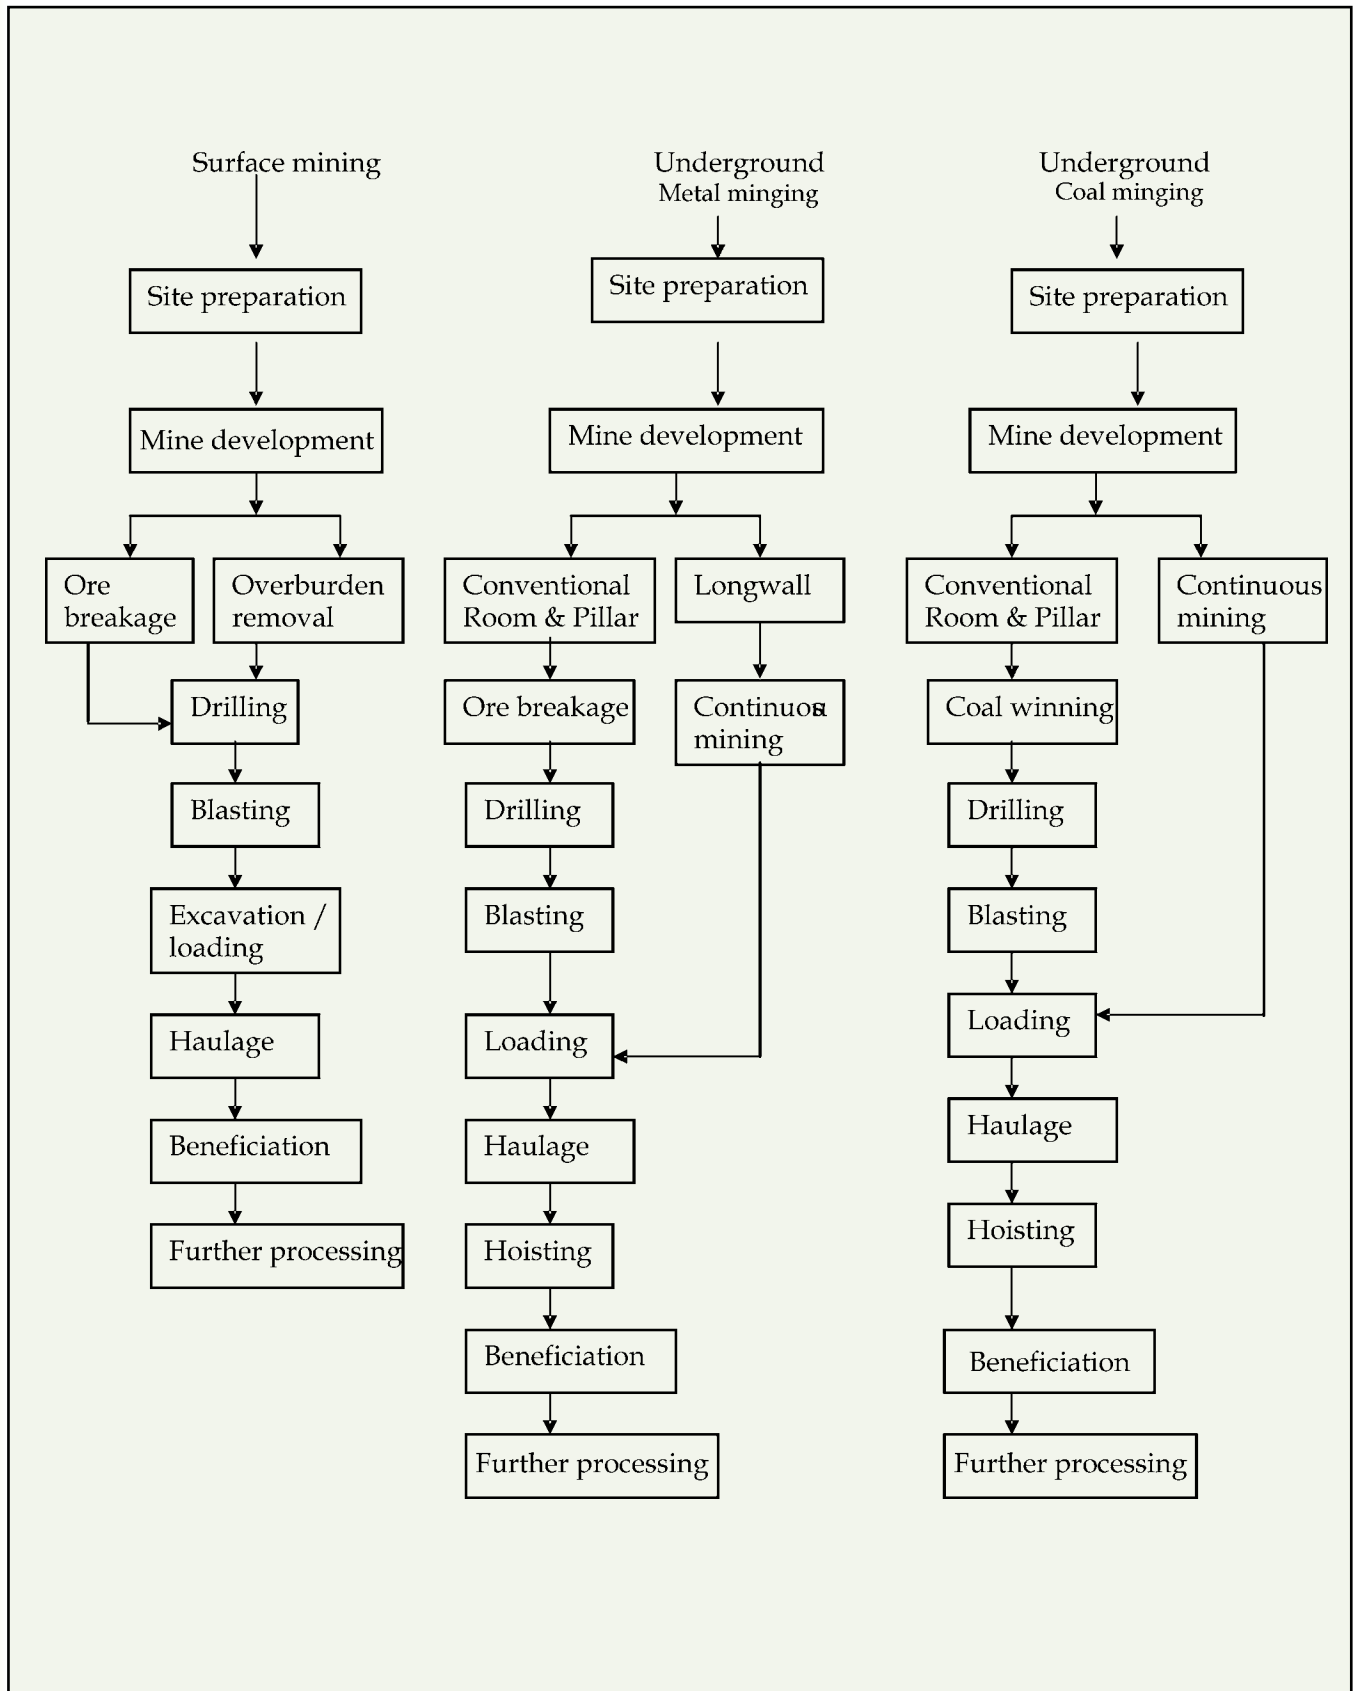 Surface mining
Site preparation
Mine development
Ore
breakage
Overburden
removal
Drilling
Blasting
Excavation /
loading
Haulage
Beneficiation
Further processing
Underground
Metal minging
Site preparation
Mine development
Conventional
Room & Pillar
Longwall
Ore breakage
Continuous
mining
Drilling
Blasting
Loading
Haulage
Hoisting
Beneficiation
Further processing
Underground
Coal minging
Site preparation
Mine development
Conventional
Room & Pillar
Continuous
mining
Coal winning
Drilling
Blasting
Loading
Haulage
Hoisting
Beneficiation
Further processing